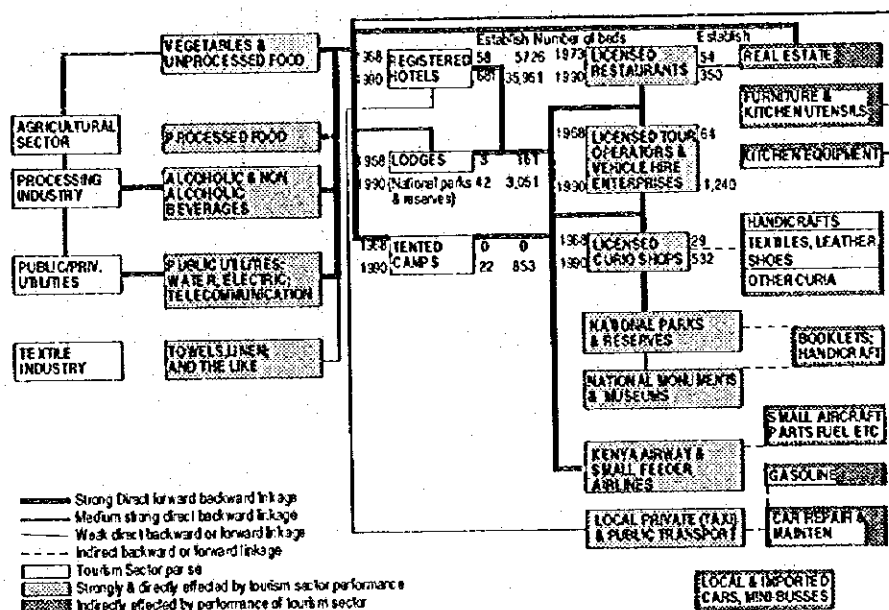 VEGETABLES &
UNPROCESSED FOOD
AGRICULTURAL
SECTOR
PROCESSED FOOD
PROCESSING
INDUSTRY
ALCOHOLIC & NON
ALCOHOLIC
BEVERAGES
PUBLIC/PRIV.
UTILITIES
PUBLIC UTILITIES;
WATER, ELECTRIC;
TELECOMMUNICATION
TEXTILE
INDUSTRY
TOWELS, LINEN;
AND THE LIKE
Establish Number of beds
1968 REGISTERED 58 5726
1990 HOTELS 35,961
1968 LODGES 3 161
1990 (National parks 42 3,051
& reserves)
1968 TENTED 0 0
1990 CAMPS 22 853
Establish
1973 LICENSED 54
1990 RESTAURANTS 350
1968 LICENSED TOUR 64
OPERATORS &
VEHICLE HIRE
1990 ENTERPRISES 1,240
1968 LICENSED 29
1990 CURIO SHOPS 532
NATIONAL PARKS
& RESERVES
NATIONAL MONUMENTS
& MUSEUMS
KENYA AIRWAY &
SMALL FEEDER
AIRLINES
LOCAL PRIVATE (TAXI)
& PUBLIC TRANSPORT
REAL ESTATE
FURNITURE &
KITCHEN UTENSILS
KITCHEN EQUIPMENT
HANDICRAFTS
TEXTILES, LEATHER
SHOES
OTHER CURIA
BOOKLETS;
HANDICRAFT
SMALL AIRCRAFT
PARTS FUEL ETC
GASOLINE
CAR REPAIR &
MAINTEN
LOCAL & IMPORTED
CARS, MINI-BUSSES
Strong Direct forward backward linkage
Medium strong direct backward linkage
Weak direct backward or forward linkage
Indirect backward or forward linkage
Tourism Sector per se
Strongly & directly effected by tourism sector performance
Indirectly effected by performance of tourism sector